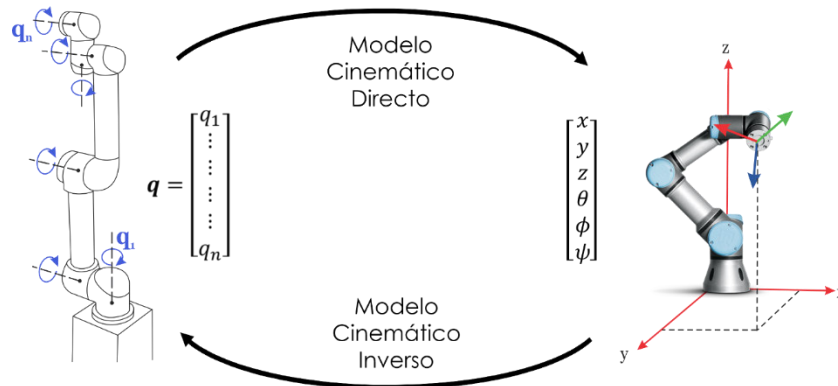 qₙ
Modelo
Cinemático
Directo
z
q = [q₁ ⋮ ⋮ ⋮ ⋮ qₙ]
[x y z θ ϕ ψ]
q₁
Modelo
Cinemático
Inverso
y